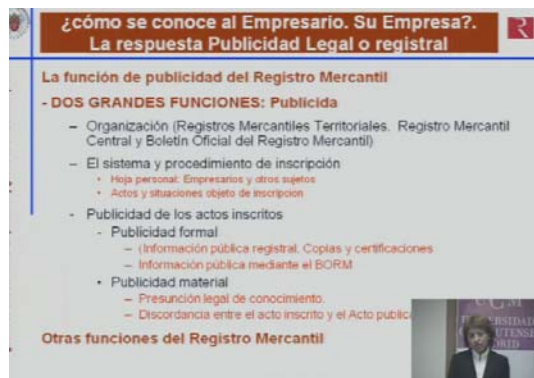 ¿cómo se conoce al Empresario. Su Empresa?.
La respuesta Publicidad Legal o registral
La función de publicidad del Registro Mercantil
- DOS GRANDES FUNCIONES: Publicida
– Organización (Registros Mercantiles Territoriales. Registro Mercantil
Central y Boletín Oficial del Registro Mercantil)
– El sistema y procedimiento de inscripción
• Hoja personal: Empresarios y otros sujetos
• Actos y situaciones objeto de inscripcion
- Publicidad de los actos inscritos
- Publicidad formal
– (Información pública registral. Copias y certificaciones
– Información pública mediante el BORM
• Publicidad material
– Presunción legal de conocimiento.
– Discordancia entre el acto inscrito y el Acto publica
Otras funciones del Registro Mercantil